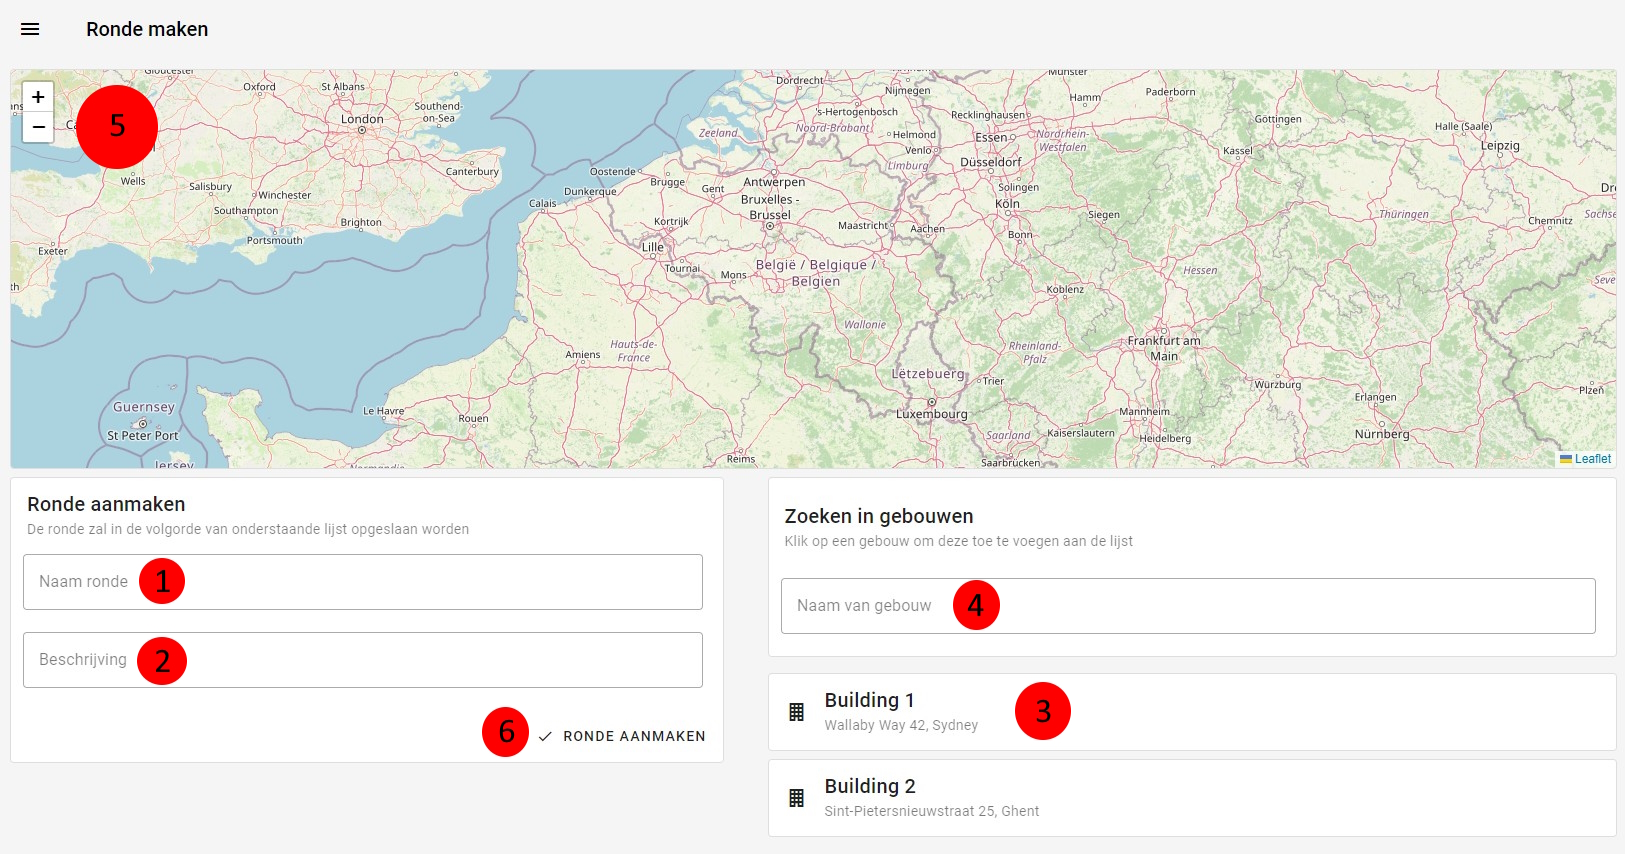 Ronde maken
+
−
5
Gloucester
Oxford
St Albans
London
Southend-
on-Sea
Wells
Salisbury
Winchester
Southampton
Portsmouth
Brighton
Canterbury
Exeter
Guernsey
St Peter Port
Jersey
Le Havre
Rouen
Amiens
Hauts-de-
France
Reims
Normandie
Calais
Dunkerque
Oostende
Brugge
Gent
Kortrijk
Lille
Tournai
Mons
Zeeland
Antwerpen
Bruxelles -
Brussel
België / Belgique /
Belgien
Dordrecht
Nijmegen
's-Hertogenbosch
Noord-Brabant
Helmond
Venlo
Limburg
Maastricht
Aachen
Wallonie
Lëtzebuerg
Luxembourg
Trier
Saarland
Saarbrücken
Kaiserslautern
Rheinland-
Pfalz
Koblenz
Bonn
Köln
Solingen
Düsseldorf
Essen
Recklinghausen
Nordrhein-
Westfalen
Münster
Hamm
Paderborn
Siegen
Kassel
Göttingen
Hessen
Frankfurt am
Main
Mannheim
Heidelberg
Würzburg
Erlangen
Nürnberg
Thüringen
Halle (Saale)
Leipzig
Chemnitz
Plzeň
Leaflet
Ronde aanmaken
De ronde zal in de volgorde van onderstaande lijst opgeslaan worden
Naam ronde
1
Beschrijving
2
6
RONDE AANMAKEN
Zoeken in gebouwen
Klik op een gebouw om deze toe te voegen aan de lijst
Naam van gebouw
4
Building 1
Wallaby Way 42, Sydney
3
Building 2
Sint-Pietersnieuwstraat 25, Ghent